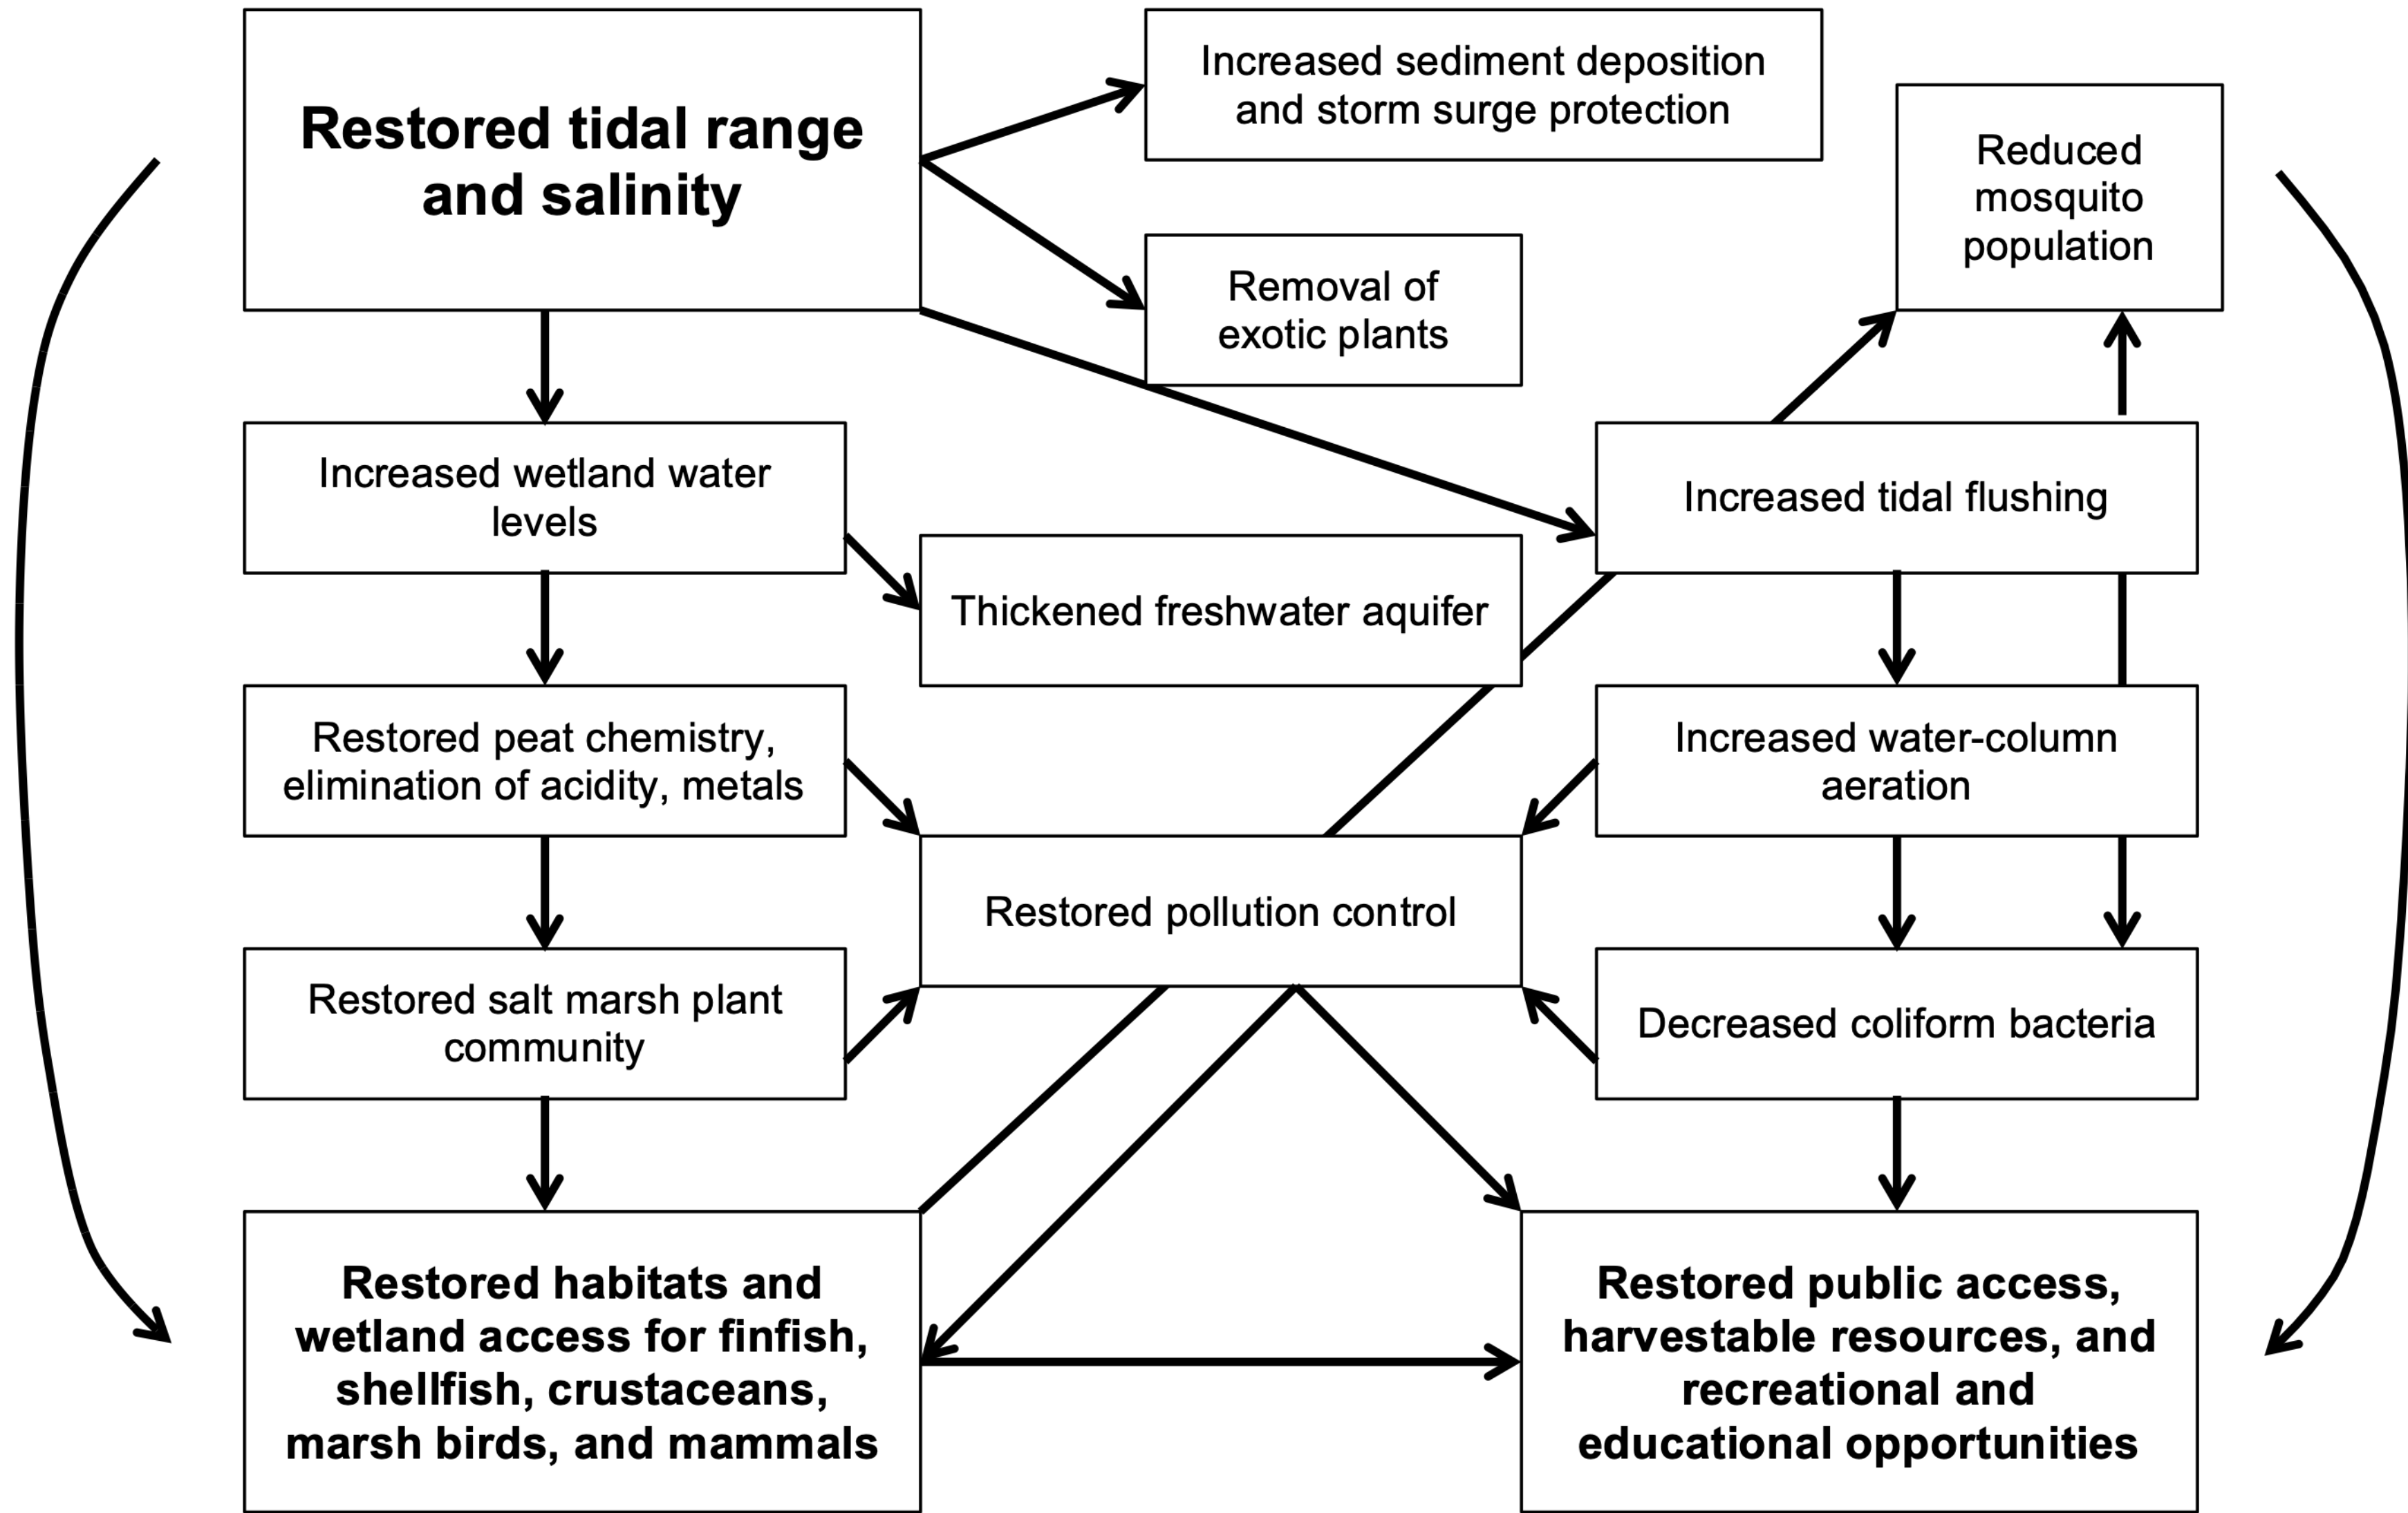 Restored tidal range
and salinity
Increased sediment deposition
and storm surge protection
Reduced
mosquito
population
Removal of
exotic plants
Increased wetland water
levels
Increased tidal flushing
Thickened freshwater aquifer
Restored peat chemistry,
elimination of acidity, metals
Increased water-column
aeration
Restored pollution control
Restored salt marsh plant
community
Decreased coliform bacteria
Restored habitats and
wetland access for finfish,
shellfish, crustaceans,
marsh birds, and mammals
Restored public access,
harvestable resources, and
recreational and
educational opportunities